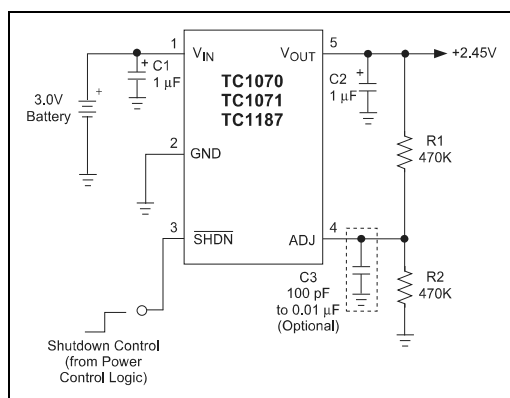 1
VIN
VOUT
5
+2.45V
+
C1
1 µF
TC1070
TC1071
TC1187
C2
+
1 µF
3.0V
Battery
+
R1
470K
2
GND
3
SHDN
ADJ
4
C3
100 pF
to 0.01 µF
(Optional)
R2
470K
Shutdown Control
(from Power
Control Logic)